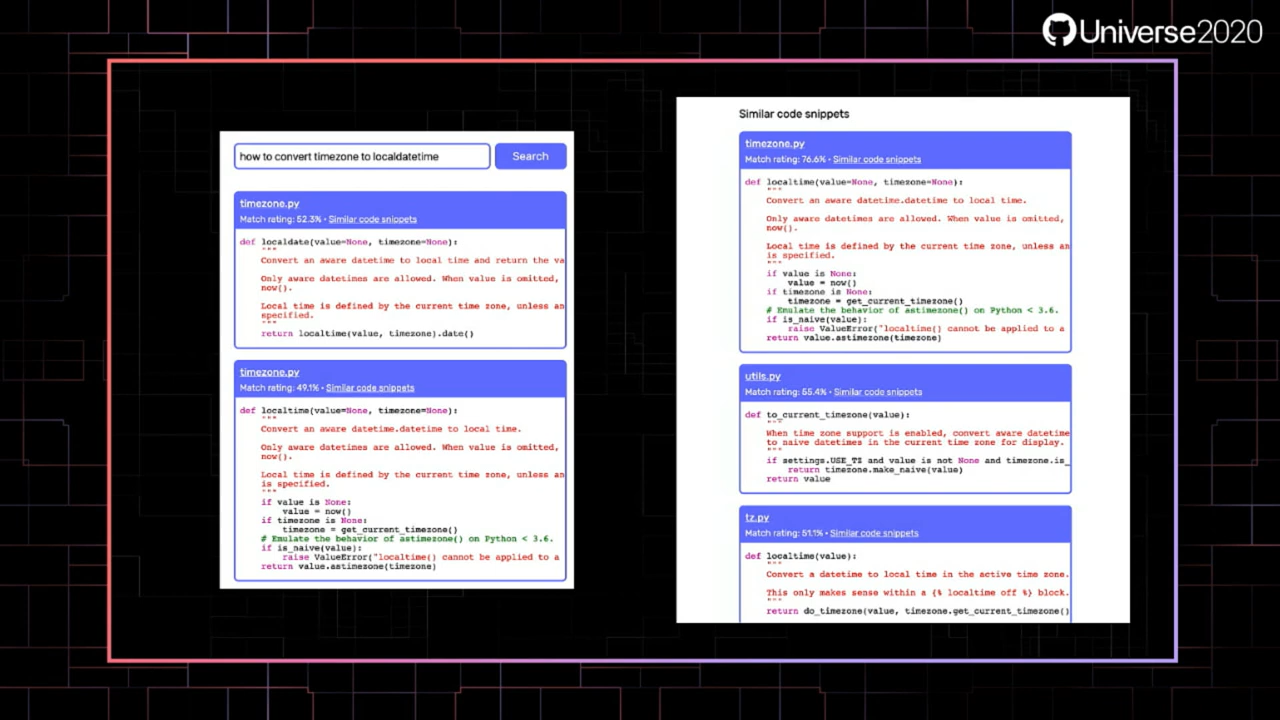 Universe2020
how to convert timezone to localdatetime
Search
timezone.py
Match rating: 52.3% • Similar code snippets
def localdate(value=None, timezone=None):
"""
Convert an aware datetime to local time and return the va
Only aware datetimes are allowed. When value is omitted,
now().
Local time is defined by the current time zone, unless an
specified.
"""
return localtime(value, timezone).date()
timezone.py
Match rating: 49.1% • Similar code snippets
def localtime(value=None, timezone=None):
"""
Convert an aware datetime.datetime to local time.
Only aware datetimes are allowed. When value is omitted,
now().
Local time is defined by the current time zone, unless an
is specified.
"""
if value is None:
value = now()
if timezone is None:
timezone = get_current_timezone()
# Emulate the behavior of astimezone() on Python < 3.6.
if is_naive(value):
raise ValueError("localtime() cannot be applied to a
return value.astimezone(timezone)
Similar code snippets
timezone.py
Match rating: 76.6% • Similar code snippets
def localtime(value=None, timezone=None):
"""
Convert an aware datetime.datetime to local time.
Only aware datetimes are allowed. When value is omitted,
now().
Local time is defined by the current time zone, unless an
is specified.
"""
if value is None:
value = now()
if timezone is None:
timezone = get_current_timezone()
# Emulate the behavior of astimezone() on Python < 3.6.
if is_naive(value):
raise ValueError("localtime() cannot be applied to a
return value.astimezone(timezone)
utils.py
Match rating: 55.4% • Similar code snippets
def to_current_timezone(value):
"""
When time zone support is enabled, convert aware datetime
to naive datetimes in the current time zone for display.
"""
if settings.USE_TZ and value is not None and timezone.is_
return timezone.make_naive(value)
return value
tz.py
Match rating: 51.1% • Similar code snippets
def localtime(value):
"""
Convert a datetime to local time in the active time zone.
This only makes sense within a {% localtime off %} block.
"""
return do_timezone(value, timezone.get_current_timezone()